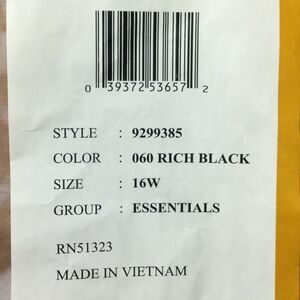 0 39372 53657 2
STYLE : 9299385
COLOR : 060 RICH BLACK
SIZE : 16W
GROUP : ESSENTIALS
RN51323
MADE IN VIETNAM